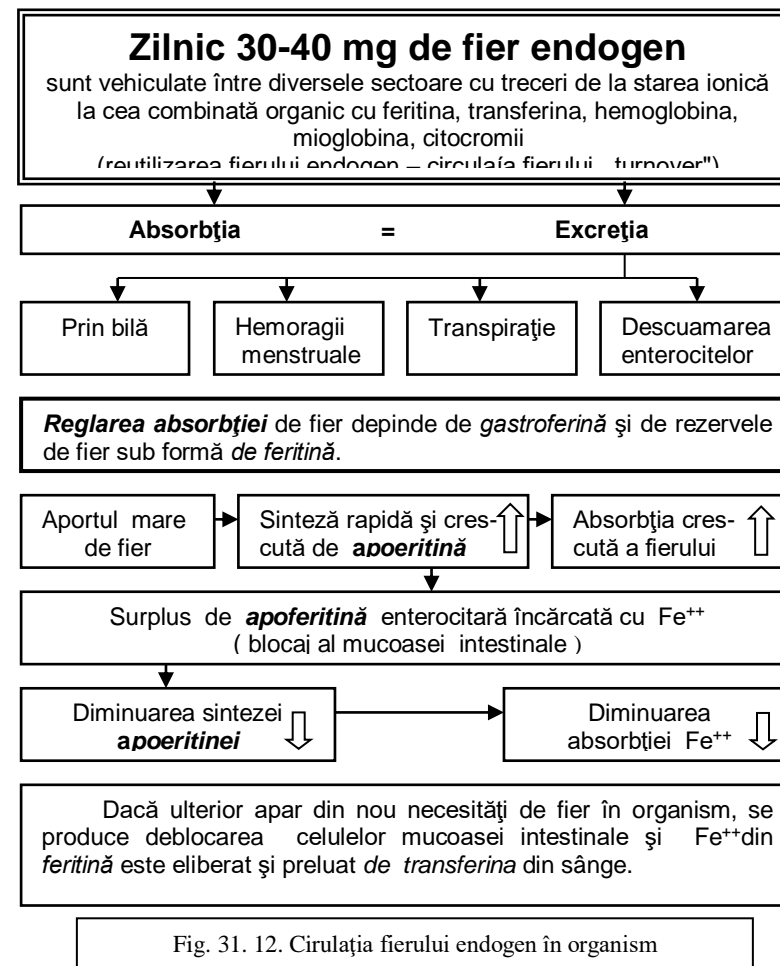 Zilnic 30-40 mg de fier endogen
sunt vehiculate între diversele sectoare cu treceri de la starea ionică
la cea combinată organic cu feritina, transferina, hemoglobina,
mioglobina, citocromii
(reutilizarea fierului endogen – circulaía fierului „turnover")
Absorbţia = Excreţia
Prin bilă
Hemoragii
menstruale
Transpiraţie
Descuamarea
enterocitelor
Reglarea absorbţiei de fier depinde de gastroferină şi de rezervele
de fier sub formă de feritină.
Aportul mare
de fier
Sinteză rapidă şi cres-
cută de apoeritină
Absorbţia cres-
cută a fierului
Surplus de apoferitină enterocitară încărcată cu Fe⁺⁺
( blocaj al mucoasei intestinale )
Diminuarea sintezei
apoeritinei
Diminuarea
absorbţiei Fe⁺⁺
Dacă ulterior apar din nou necesităţi de fier în organism, se
produce deblocarea celulelor mucoasei intestinale şi Fe⁺⁺din
feritină este eliberat şi preluat de transferina din sânge.
Fig. 31. 12. Cirulaţia fierului endogen în organism